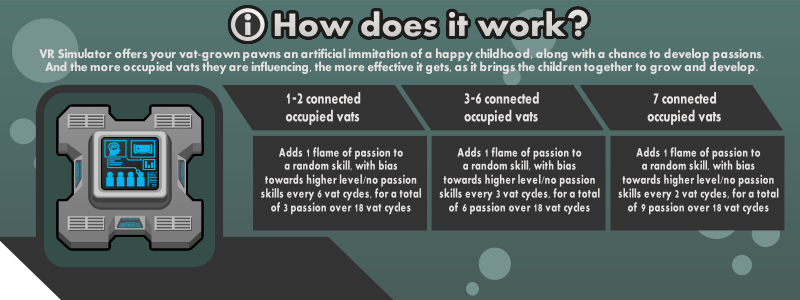 How does it work?
VR Simulator offers your vat-grown pawns an artificial immitation of a happy childhood, along with a chance to develop passions.
And the more occupied vats they are influencing, the more effective it gets, as it brings the children together to grow and develop.
1-2 connected
occupied vats
3-6 connected
occupied vats
7 connected
occupied vats
Adds 1 flame of passion to
a random skill, with bias
towards higher level/no passion
skills every 6 vat cycles, for a total
of 3 passion over 18 vat cycles
Adds 1 flame of passion to
a random skill, with bias
towards higher level/no passion
skills every 3 vat cycles, for a total
of 6 passion over 18 vat cycles
Adds 1 flame of passion to
a random skill, with bias
towards higher level/no passion
skills every 2 vat cycles, for a total
of 9 passion over 18 vat cycles